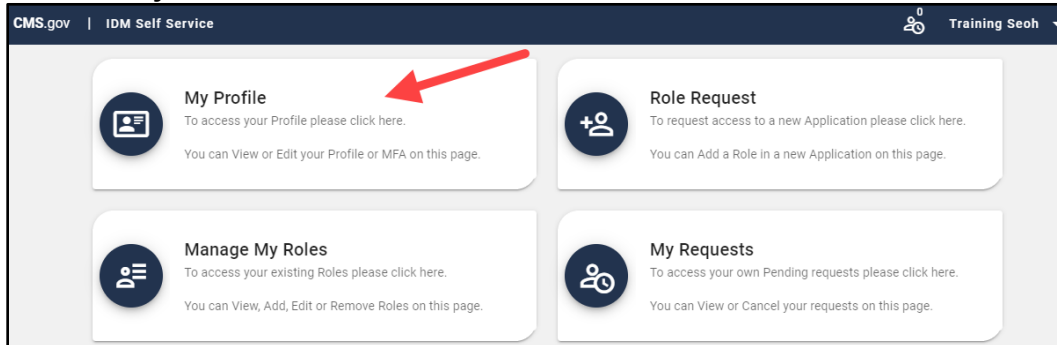 CMS.gov | IDM Self Service
0
Training Seoh
My Profile
To access your Profile please click here.
You can View or Edit your Profile or MFA on this page.
Role Request
To request access to a new Application please click here.
You can Add a Role in a new Application on this page.
Manage My Roles
To access your existing Roles please click here.
You can View, Add, Edit or Remove Roles on this page.
My Requests
To access your own Pending requests please click here.
You can View or Cancel your requests on this page.